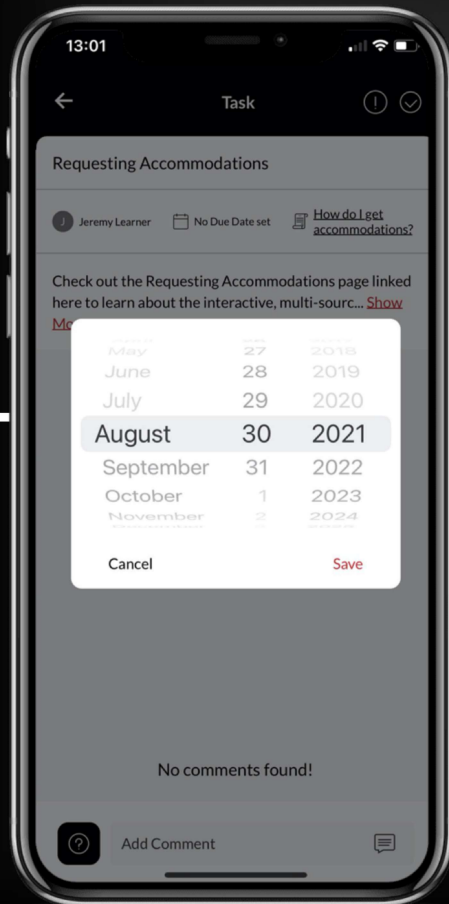 13:01
Task
Requesting Accommodations
J Jeremy Learner No Due Date set How do I get
accommodations?
Check out the Requesting Accommodations page linked
here to learn about the interactive, multi-sourc... Show
May 27 2018
June 28 2019
July 29 2020
August 30 2021
September 31 2022
October 1 2023
November 2 2024
Cancel Save
No comments found!
Add Comment